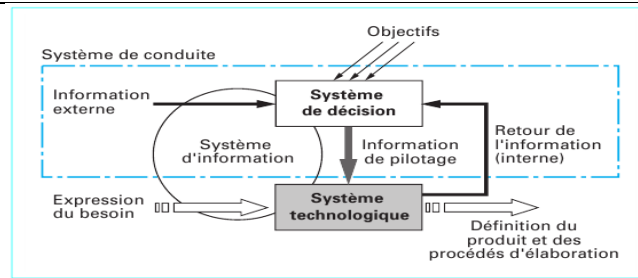 Objectifs
Système de conduite
Information
externe
Système
de décision
Système
d'information
Information
de pilotage
Retour de
l'information
(interne)
Expression
du besoin
Système
technologique
Définition du
produit et des
procédés d'élaboration